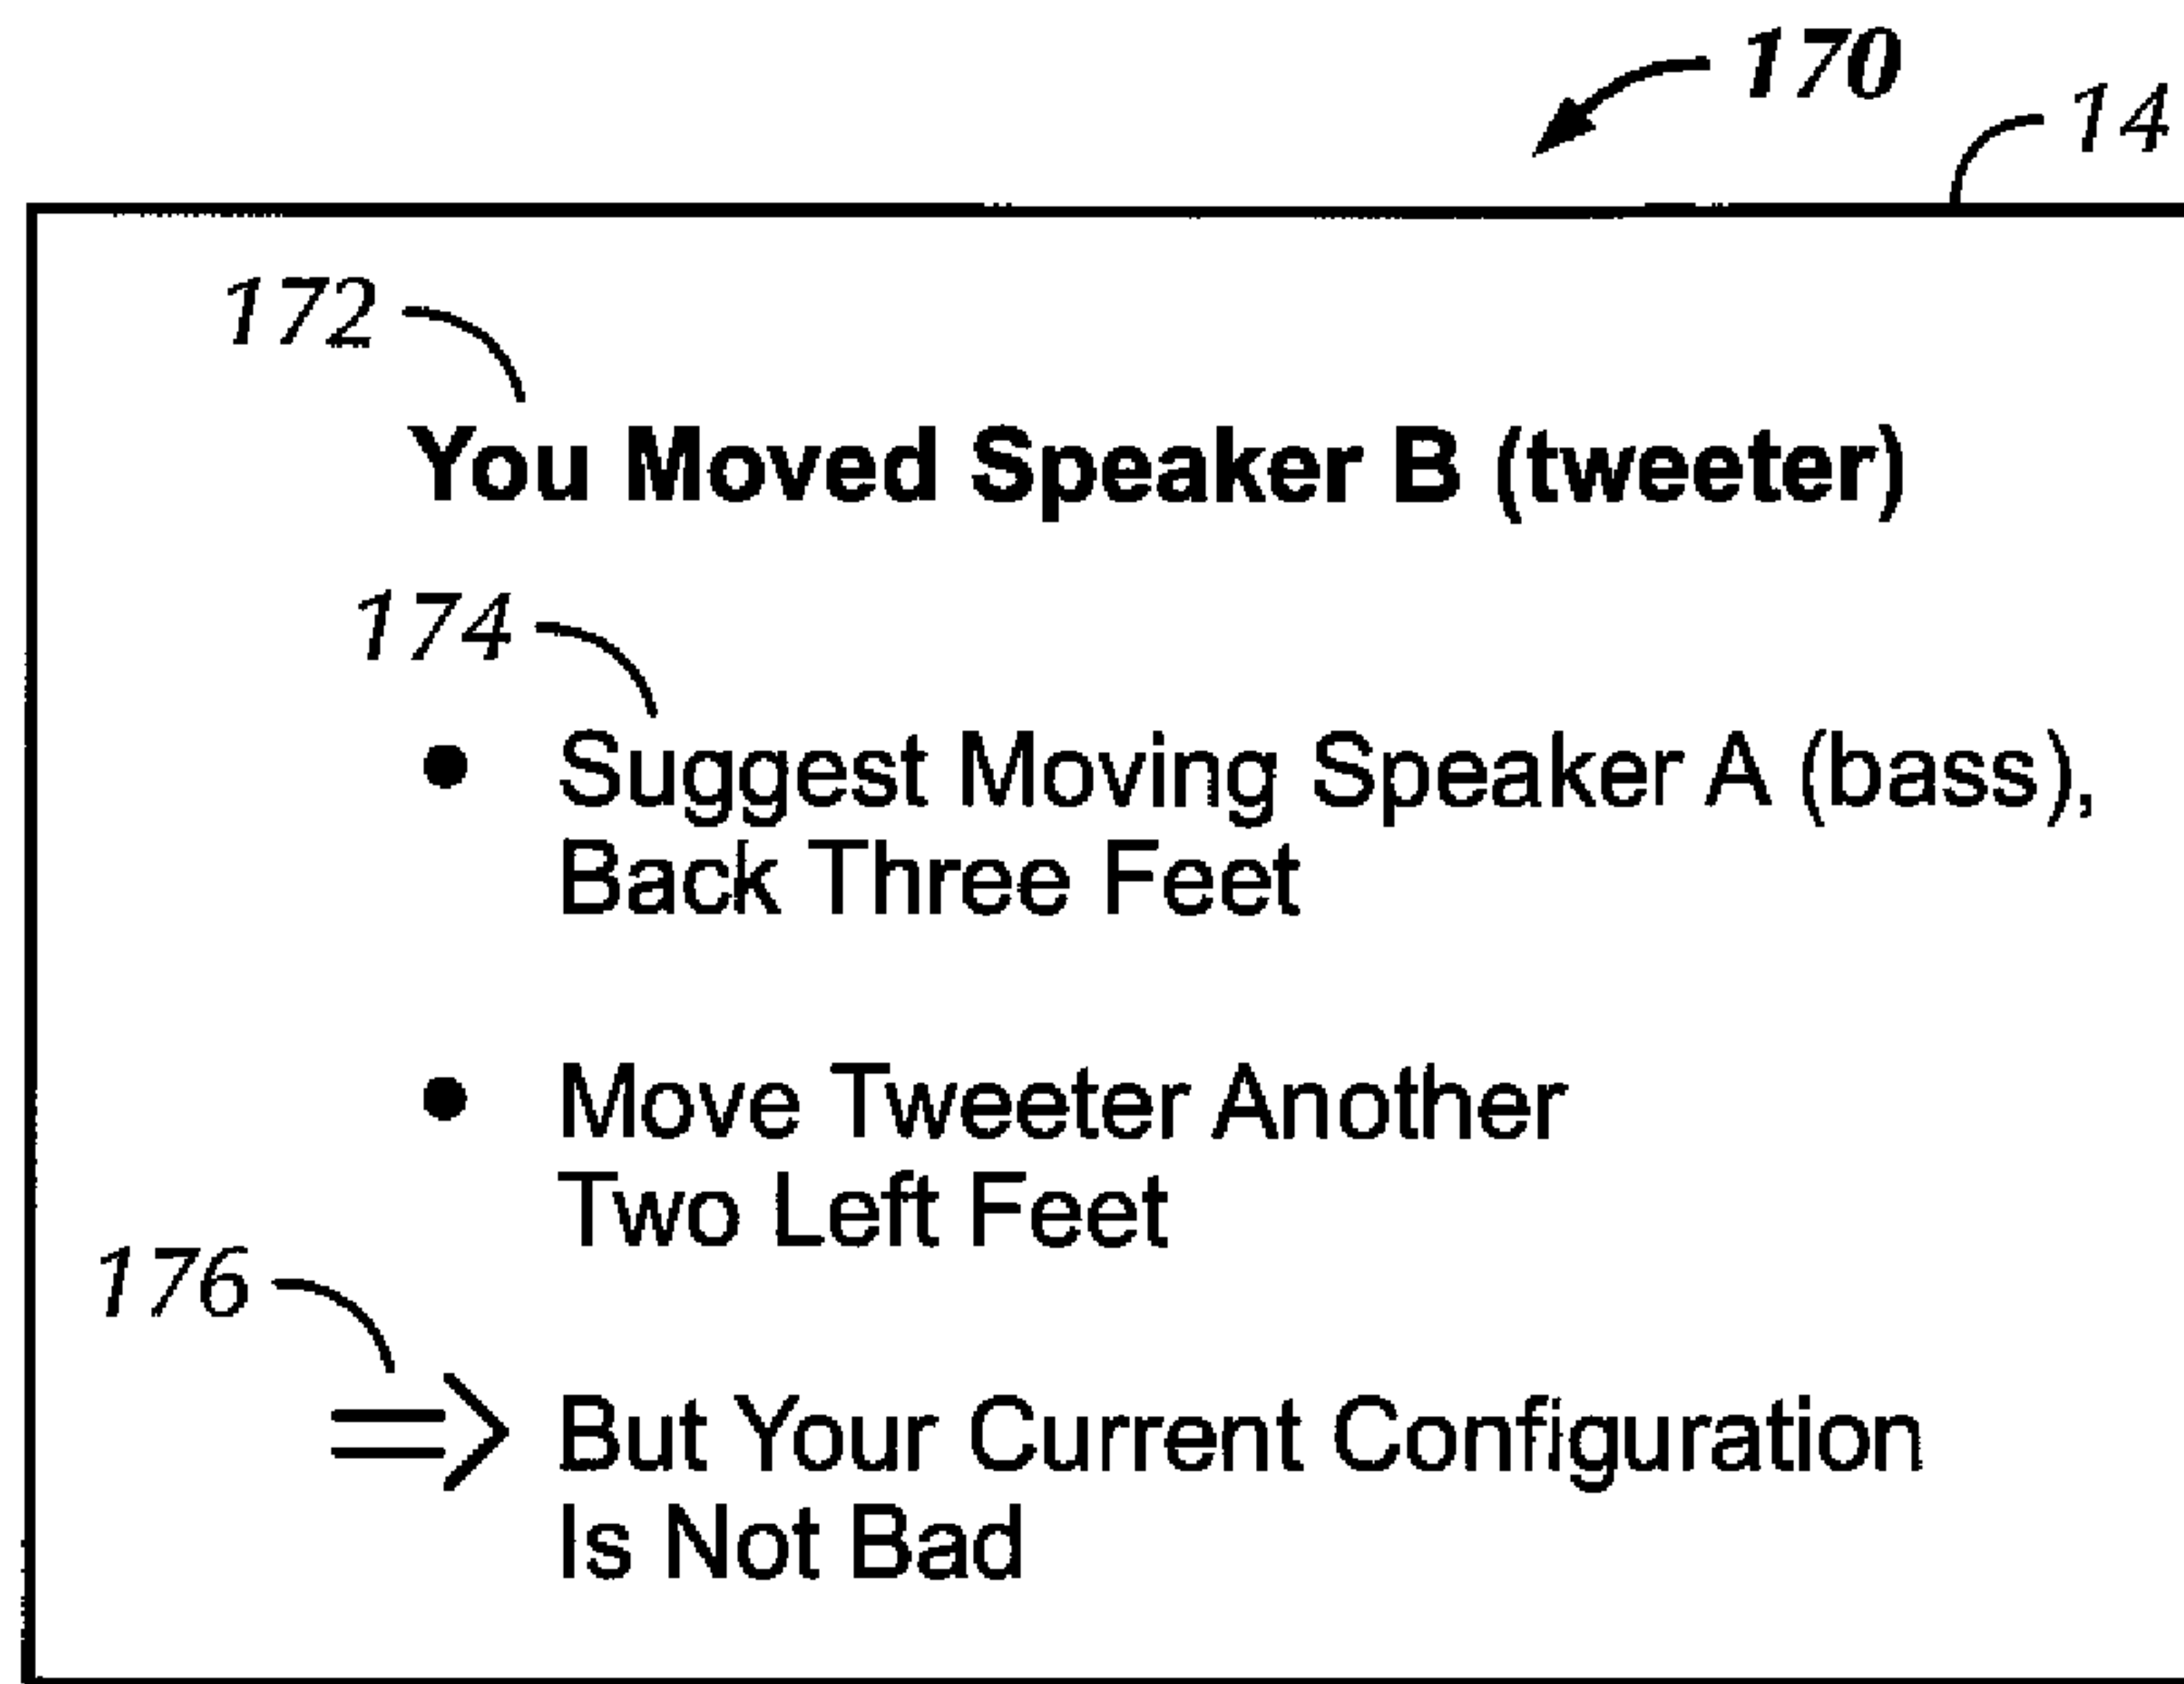 170
14
172
You Moved Speaker B (tweeter)
174
• Suggest Moving Speaker A (bass),
Back Three Feet
• Move Tweeter Another
Two Left Feet
176
⇒ But Your Current Configuration
Is Not Bad